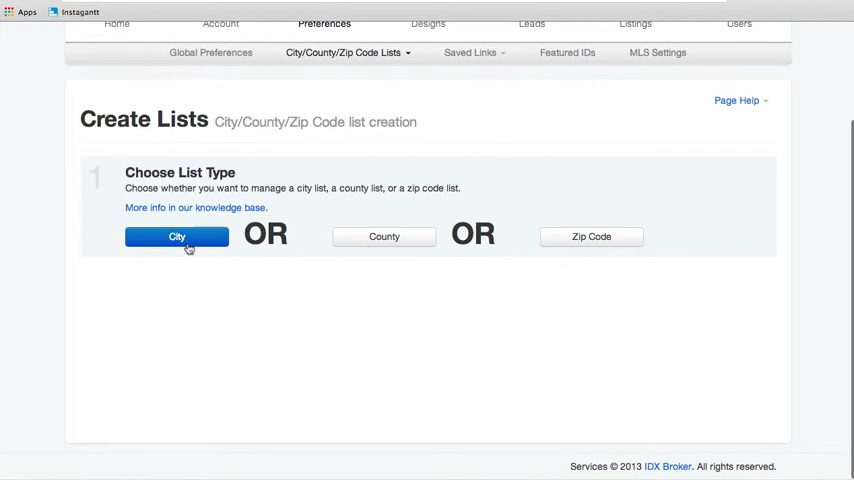 Apps Instagantt
Home Account Preferences Designs Leads Listings Users
Global Preferences City/County/Zip Code Lists Saved Links Featured IDs MLS Settings
Page Help
Create Lists City/County/Zip Code list creation
1 Choose List Type
Choose whether you want to manage a city list, a county list, or a zip code list.
More info in our knowledge base.
City OR County OR Zip Code
Services © 2013 IDX Broker. All rights reserved.